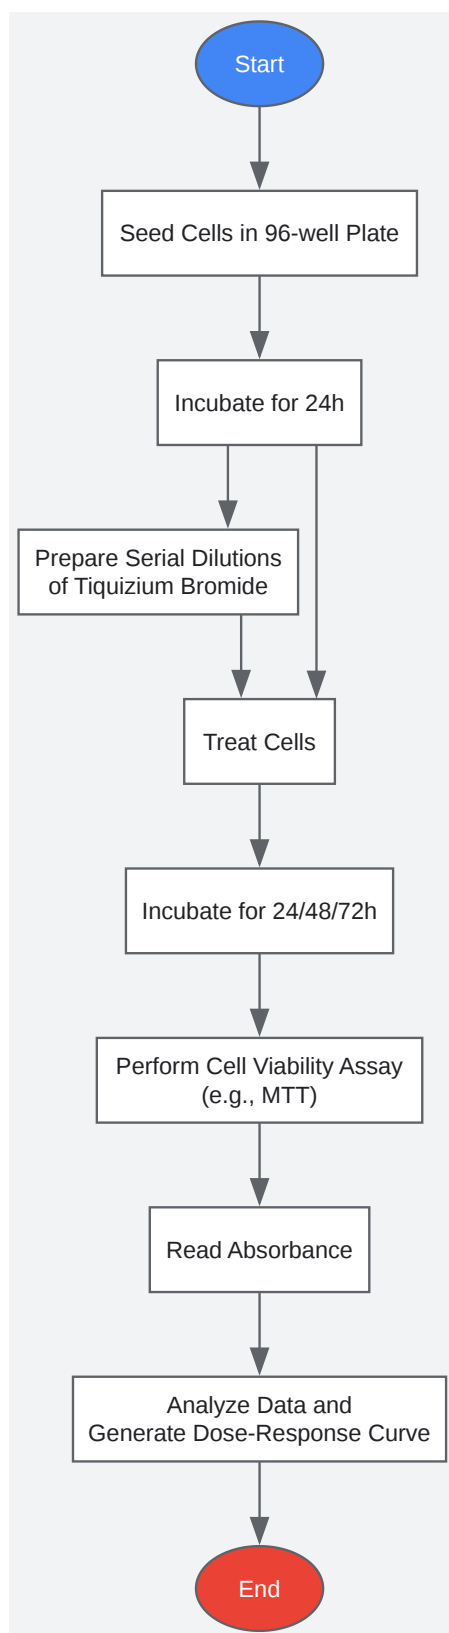 Start
Seed Cells in 96-well Plate
Incubate for 24h
Prepare Serial Dilutions
of Tiquizium Bromide
Treat Cells
Incubate for 24/48/72h
Perform Cell Viability Assay
(e.g., MTT)
Read Absorbance
Analyze Data and
Generate Dose-Response Curve
End